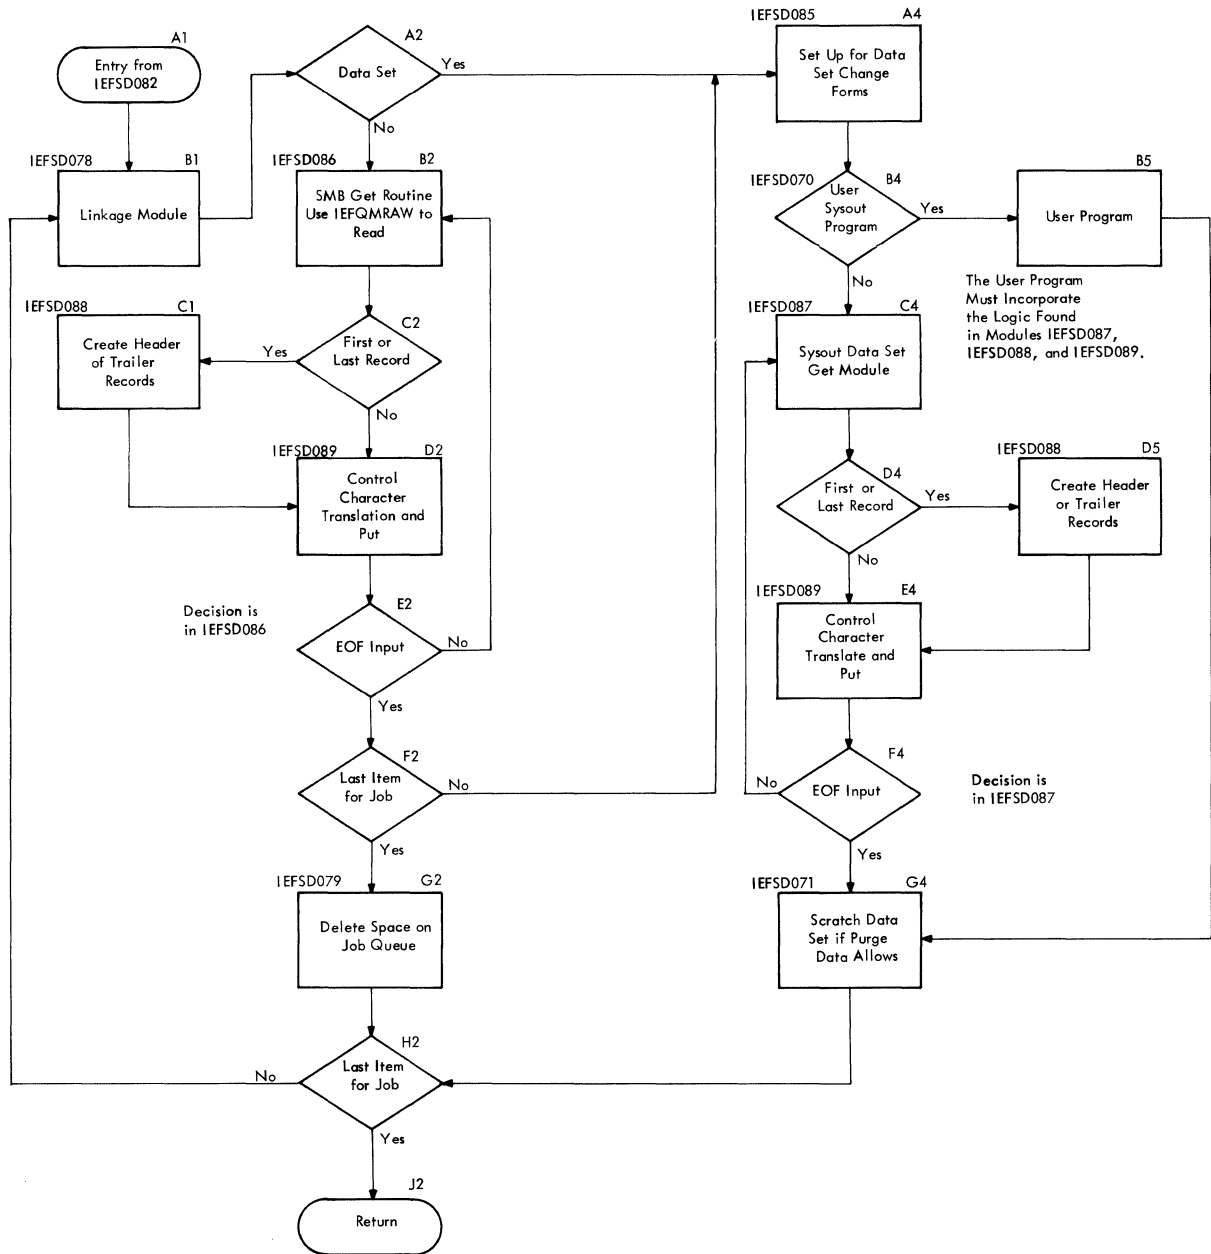 A1
Entry from
IEFSD082
A2
Data Set
Yes
No
IEFSD085
A4
Set Up for Data
Set Change
Forms
IEFSD078
B1
Linkage Module
IEFSD086
B2
SMB Get Routine
Use IEFQMRAW to
Read
IEFSD070
B4
User
Sysout
Program
Yes
No
B5
User Program
The User Program
Must Incorporate
the Logic Found
in Modules IEFSD087,
IEFSD088, and IEFSD089.
IEFSD088
C1
Create Header
of Trailer
Records
C2
First or
Last Record
Yes
No
IEFSD087
C4
Sysout Data Set
Get Module
IEFSD089
D2
Control
Character
Translation and
Put
D4
First or
Last Record
Yes
No
IEFSD088
D5
Create Header
or Trailer
Records
Decision is
in IEFSD086
E2
EOF Input
No
Yes
IEFSD089
E4
Control
Character
Translate and
Put
F2
Last Item
for Job
No
Yes
F4
EOF Input
No
Yes
Decision is
in IEFSD087
IEFSD079
G2
Delete Space on
Job Queue
IEFSD071
G4
Scratch Data
Set if Purge
Data Allows
H2
Last Item
for Job
No
Yes
J2
Return